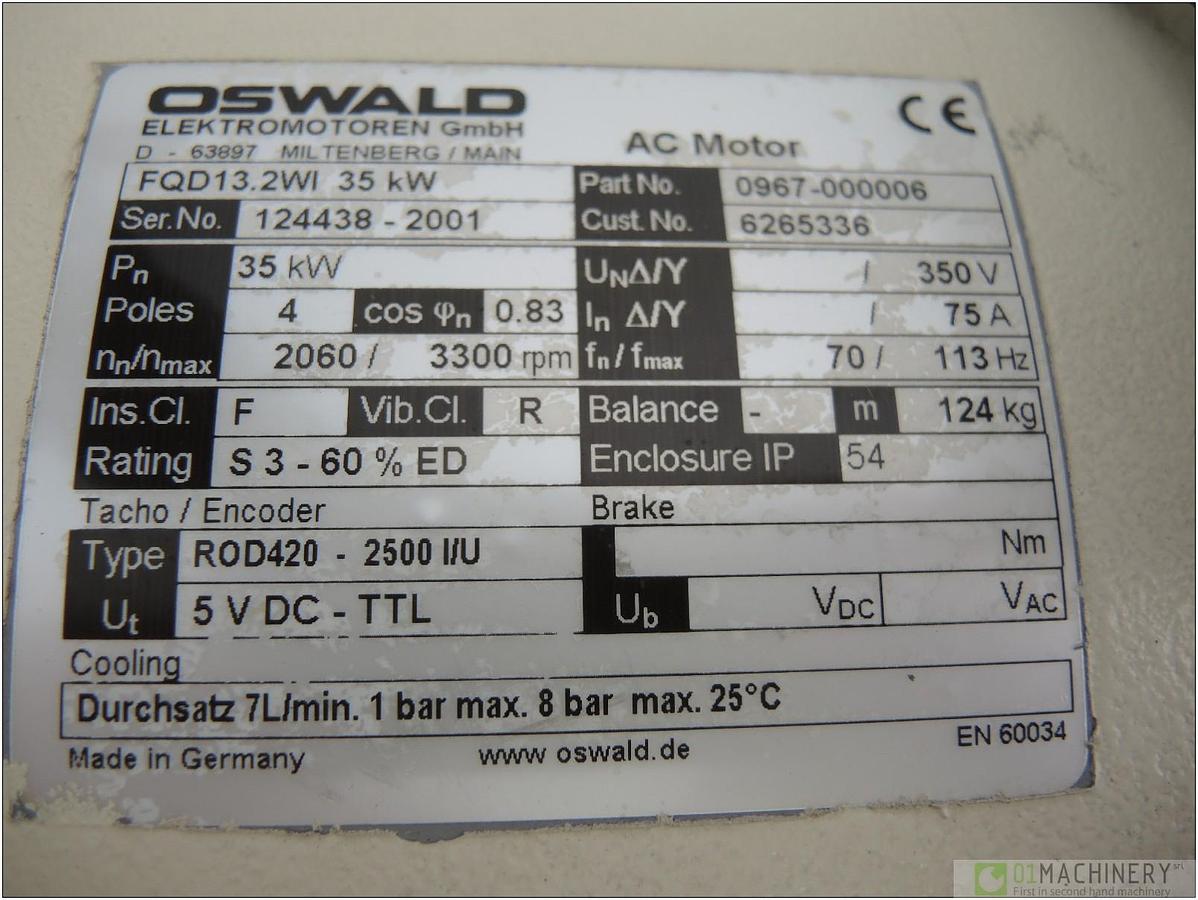 OSWALD
ELEKTROMOTOREN GmbH
D - 63897 MILTENBERG / MAIN
AC Motor
CE
FQD13.2WI 35 kW
Part No. 0967-000006
Ser.No. 124438 - 2001
Cust. No. 6265336
Pn 35 kW
UNΔ/Y / 350 V
Poles 4 cos φn 0.83
In Δ/Y / 75 A
nn/nmax 2060 / 3300 rpm
fn / fmax 70 / 113 Hz
Ins.Cl. F Vib.Cl. R
Balance - m 124 kg
Rating S 3 - 60 % ED
Enclosure IP 54
Tacho / Encoder
Brake
Type ROD420 - 2500 I/U
Nm
Ut 5 V DC - TTL
Ub VDC VAC
Cooling
Durchsatz 7L/min. 1 bar max. 8 bar max. 25°C
Made in Germany
www oswald.de
EN 60034
01MACHINERY srl
First in second hand machinery